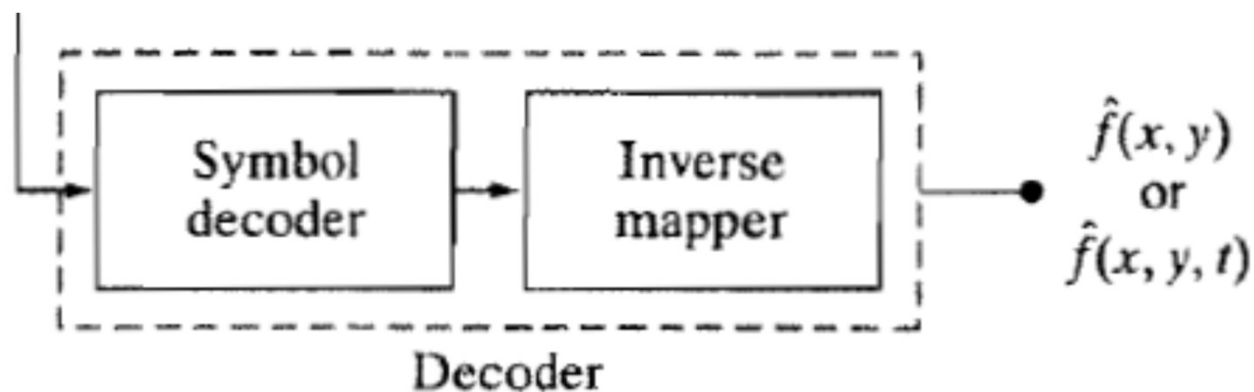 Symbol
decoder
Inverse
mapper
f̂(x, y)
or
f̂(x, y, t)
Decoder